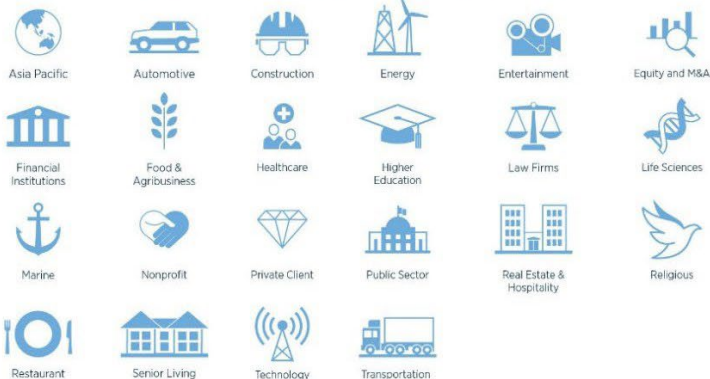 Asia Pacific
Automotive
Construction
Energy
Entertainment
Equity and M&A
Financial
Institutions
Food &
Agribusiness
Healthcare
Higher
Education
Law Firms
Life Sciences
Marine
Nonprofit
Private Client
Public Sector
Real Estate &
Hospitality
Religious
Restaurant
Senior Living
Technology
Transportation